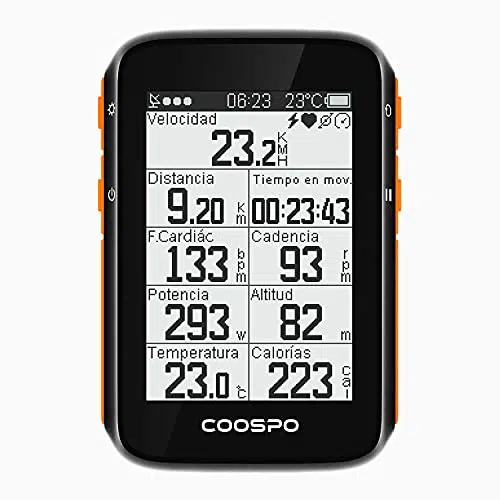 06:23 23°C
Velocidad
23.2 KMH
Distancia Tiempo en mov.
9.20 Km 00:23:43
F.Cardiác Cadencia
133 bpm 93 rpm
Potencia Altitud
293 w 82 m
Temperatura Calorías
23.0 °c 223 cal
COOSPO